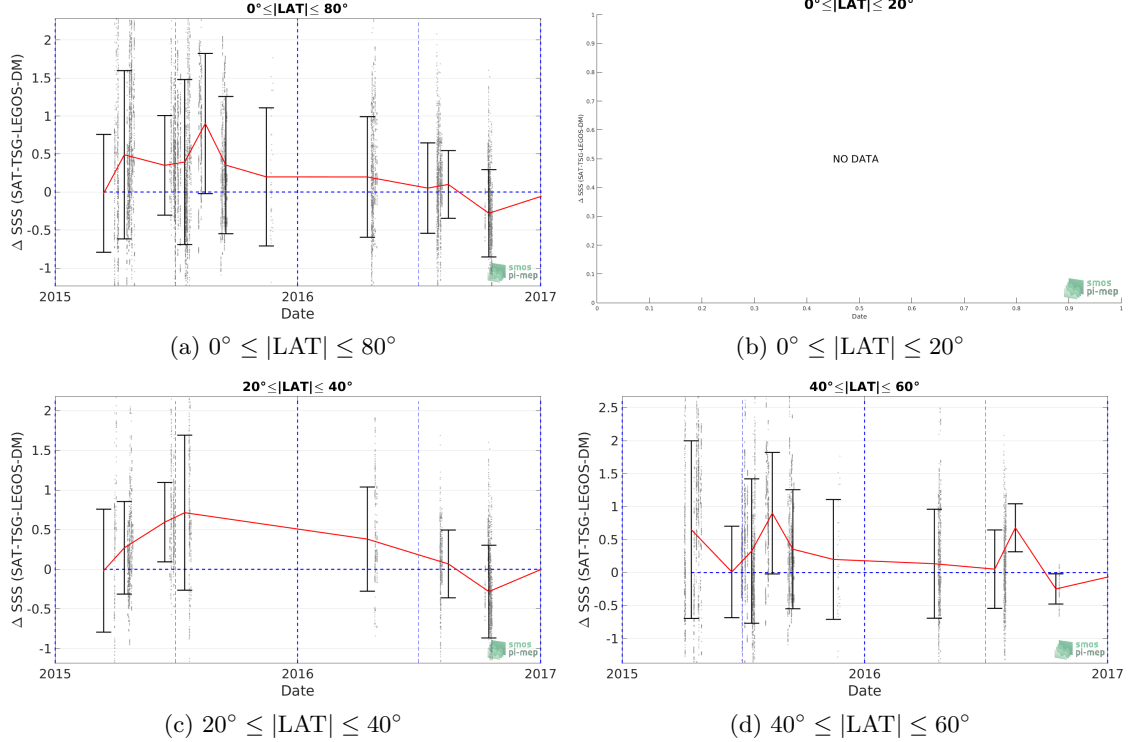 0°≤|LAT|≤ 80°
2
1.5
1
0.5
0
-0.5
-1
Δ SSS (SAT-TSG-LEGOS-DM)
2015
2016
2017
Date
smos
pi-mep
(a) 0° ≤ |LAT| ≤ 80°
0°≤|LAT|≤ 20°
1
0.9
0.8
0.7
0.6
0.5
0.4
0.3
0.2
0.1
0
Δ SSS (SAT-TSG-LEGOS-DM)
NO DATA
0 0.1 0.2 0.3 0.4 0.5 0.6 0.7 0.8 0.9 1
Date
smos
pi-mep
(b) 0° ≤ |LAT| ≤ 20°
20°≤|LAT|≤ 40°
2
1.5
1
0.5
0
-0.5
-1
Δ SSS (SAT-TSG-LEGOS-DM)
2015
2016
2017
Date
smos
pi-mep
(c) 20° ≤ |LAT| ≤ 40°
40°≤|LAT|≤ 60°
2.5
2
1.5
1
0.5
0
-0.5
-1
Δ SSS (SAT-TSG-LEGOS-DM)
2015
2016
2017
Date
smos
pi-mep
(d) 40° ≤ |LAT| ≤ 60°